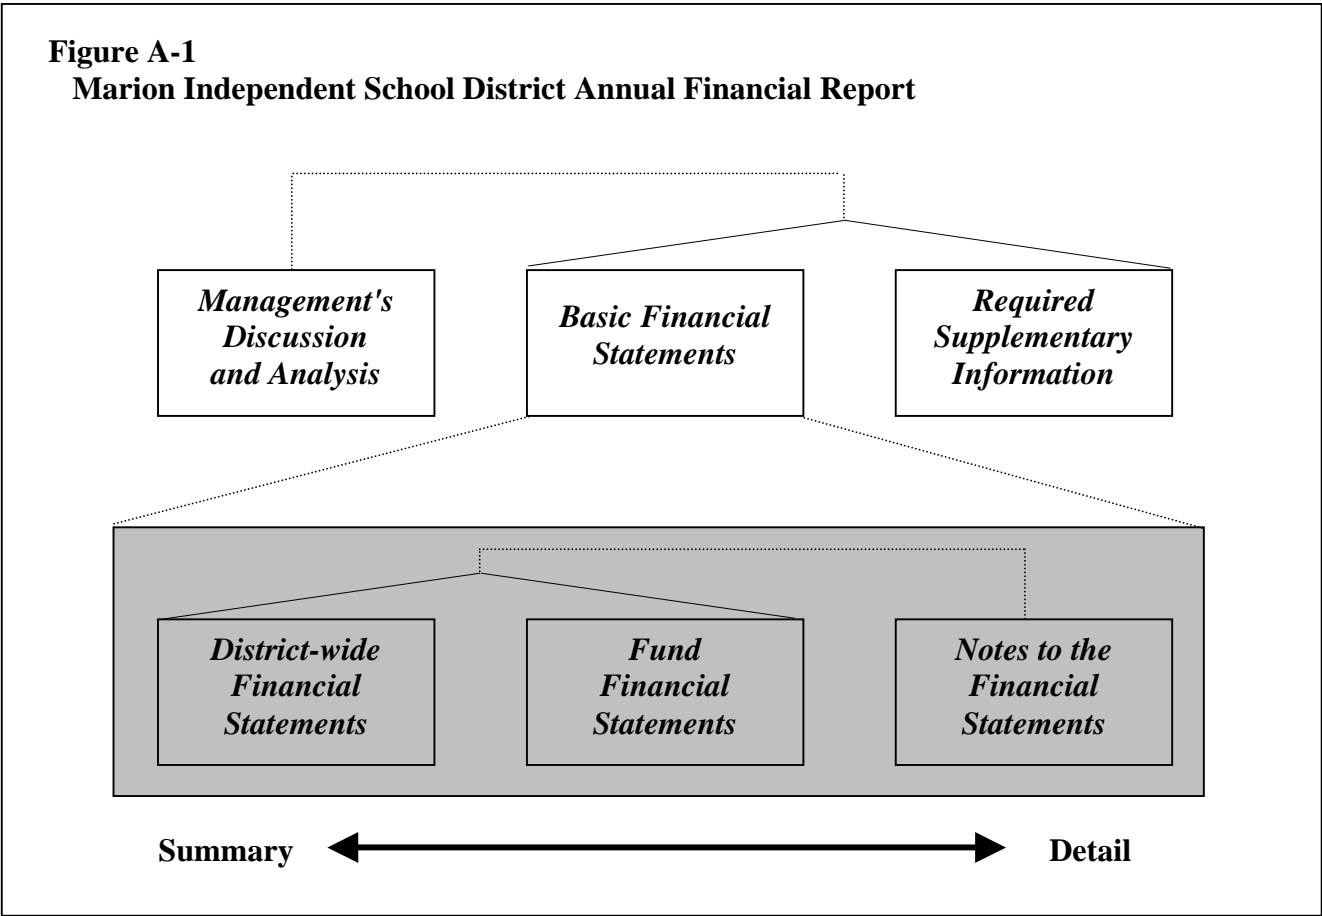 Figure A-1
Marion Independent School District Annual Financial Report
Management's
Discussion
and Analysis
Basic Financial
Statements
Required
Supplementary
Information
District-wide
Financial
Statements
Fund
Financial
Statements
Notes to the
Financial
Statements
Summary
Detail